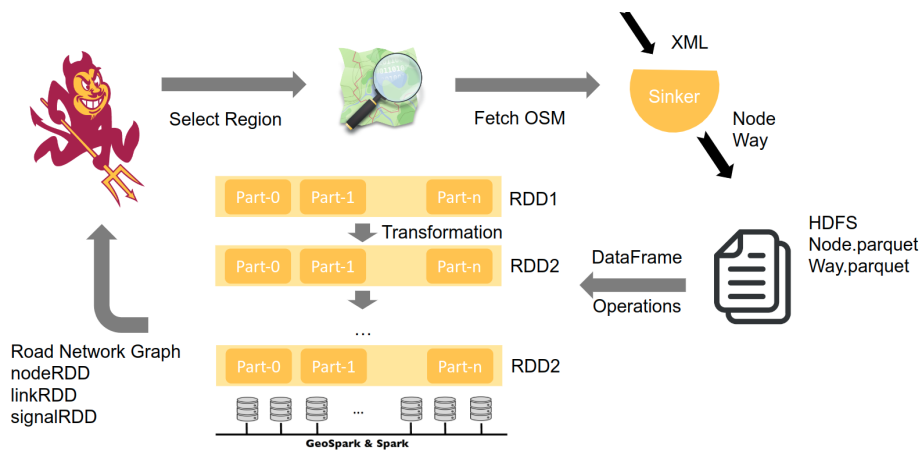 XML
Sinker
Select Region
Fetch OSM
Node
Way
Part-0 Part-1 Part-n RDD1
Transformation
Part-0 Part-1 Part-n RDD2
...
Part-0 Part-1 Part-n RDD2
...
GeoSpark & Spark
DataFrame
Operations
HDFS
Node.parquet
Way.parquet
Road Network Graph
nodeRDD
linkRDD
signalRDD